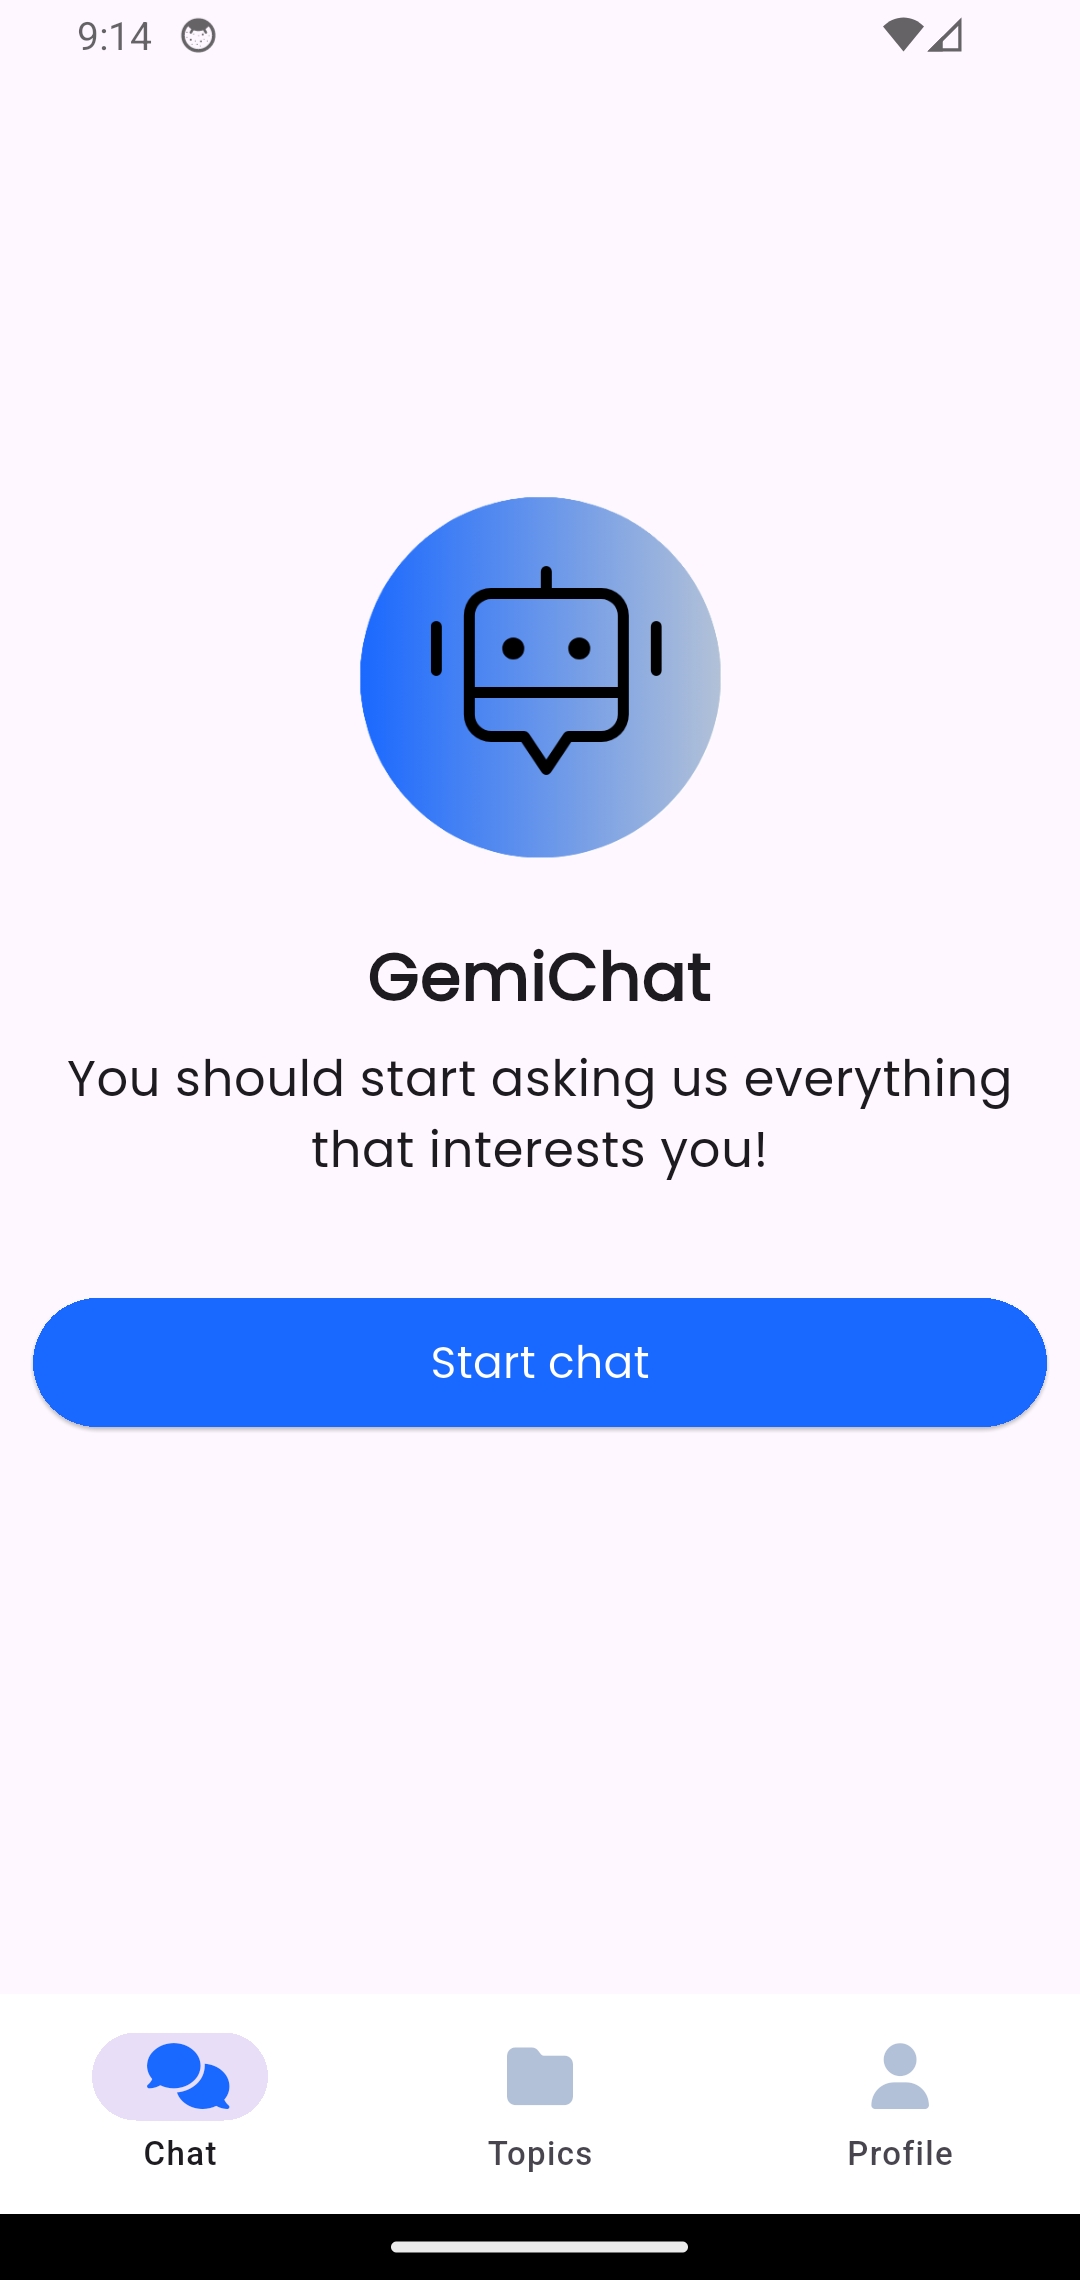 9:14
GemiChat
You should start asking us everything
that interests you!
Start chat
Chat
Topics
Profile